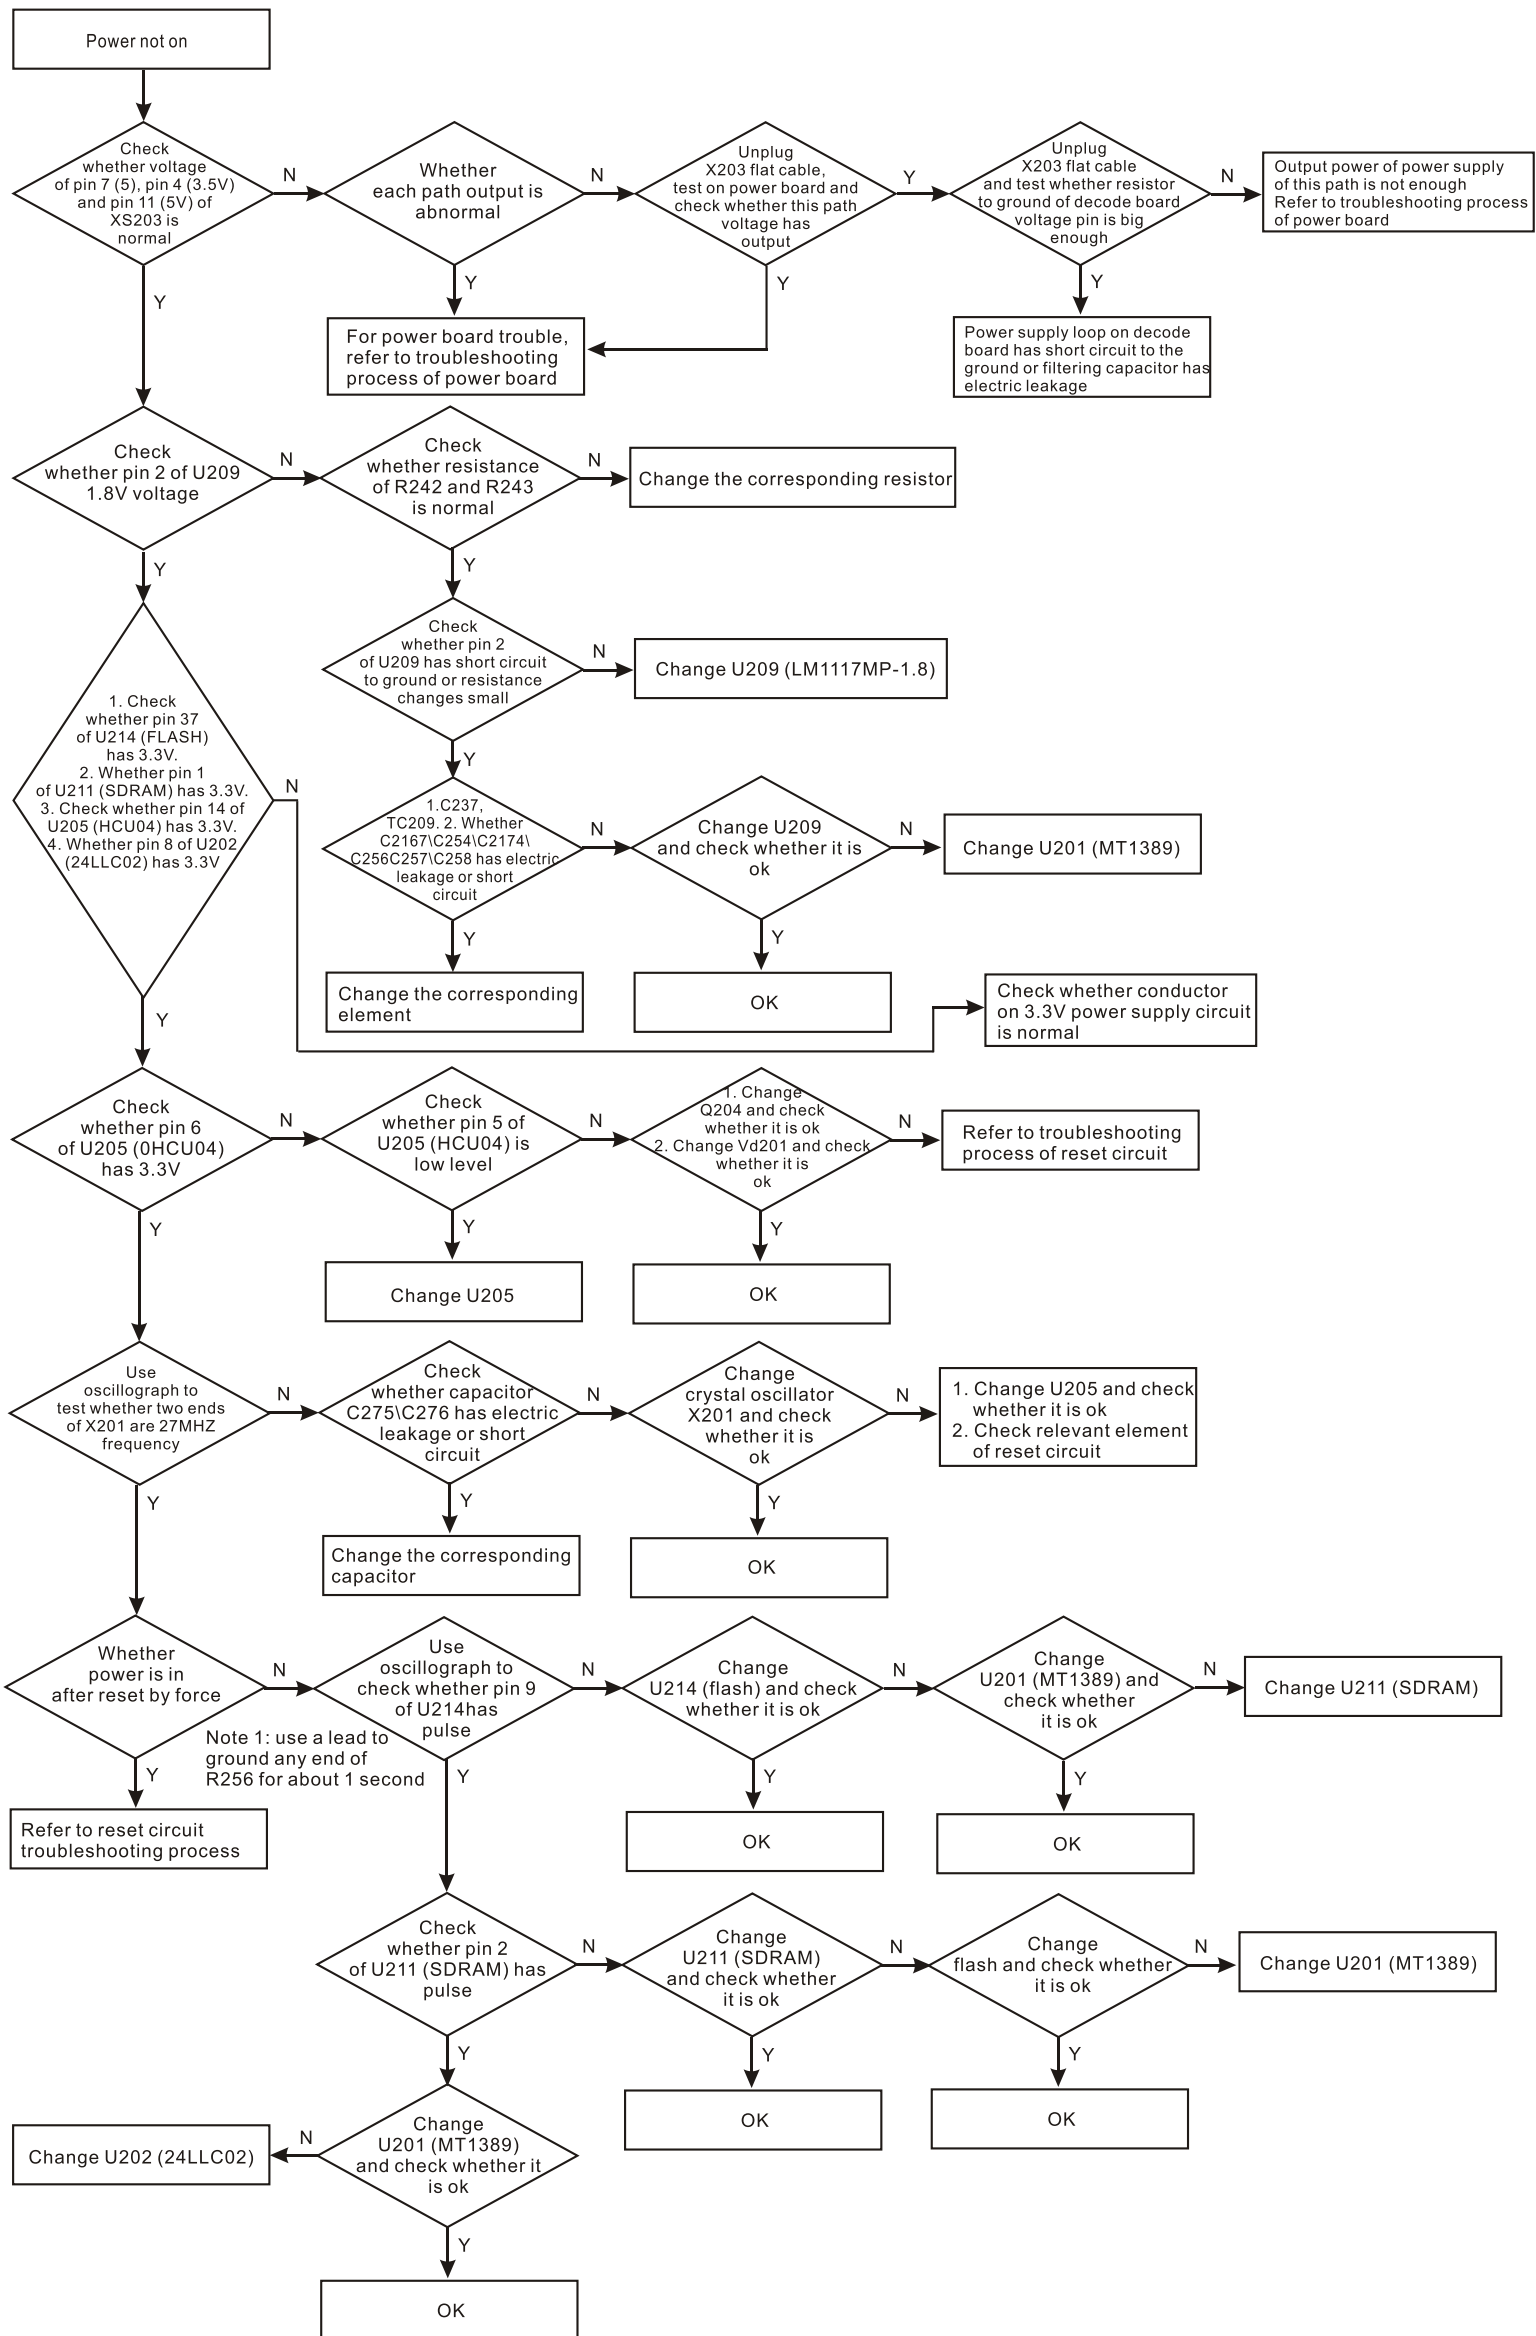 Power not on
Check
whether voltage
of pin 7 (5), pin 4 (3.5V)
and pin 11 (5V) of
XS203 is
normal
N
Whether
each path output is
abnormal
N
Unplug
X203 flat cable,
test on power board and
check whether this path
voltage has
output
Y
Unplug
X203 flat cable
and test whether resistor
to ground of decode board
voltage pin is big
enough
N
Output power of power supply
of this path is not enough
Refer to troubleshooting process
of power board
Y
Y
Y
Y
For power board trouble,
refer to troubleshooting
process of power board
Power supply loop on decode
board has short circuit to the
ground or filtering capacitor has
electric leakage
Check
whether pin 2 of U209
1.8V voltage
N
Check
whether resistance
of R242 and R243
is normal
N
Change the corresponding resistor
Y
Y
Check
whether pin 2
of U209 has short circuit
to ground or resistance
changes small
N
Change U209 (LM1117MP-1.8)
1. Check
whether pin 37
of U214 (FLASH)
has 3.3V.
2. Whether pin 1
of U211 (SDRAM) has 3.3V.
3. Check whether pin 14 of
U205 (HCU04) has 3.3V.
4. Whether pin 8 of U202
(24LLC02) has 3.3V
N
Y
1.C237,
TC209. 2. Whether
C2167\C254\C2174\
C256C257\C258 has electric
leakage or short
circuit
N
Change U209
and check whether it is
ok
N
Change U201 (MT1389)
Y
Y
Change the corresponding
element
OK
Check whether conductor
on 3.3V power supply circuit
is normal
Y
Check
whether pin 6
of U205 (0HCU04)
has 3.3V
N
Check
whether pin 5 of
U205 (HCU04) is
low level
N
1. Change
Q204 and check
whether it is ok
2. Change Vd201 and check
whether it is
ok
N
Refer to troubleshooting
process of reset circuit
Y
Y
Y
Change U205
OK
Use
oscillograph to
test whether two ends
of X201 are 27MHZ
frequency
N
Check
whether capacitor
C275\C276 has electric
leakage or short
circuit
N
Change
crystal oscillator
X201 and check
whether it is
ok
N
1. Change U205 and check
whether it is ok
2. Check relevant element
of reset circuit
Y
Y
Y
Change the corresponding
capacitor
OK
Whether
power is in
after reset by force
N
Use
oscillograph to
check whether pin 9
of U214has
pulse
N
Change
U214 (flash) and check
whether it is ok
N
Change
U201 (MT1389) and
check whether
it is ok
N
Change U211 (SDRAM)
Note 1: use a lead to
ground any end of
R256 for about 1 second
Y
Y
Y
Y
Refer to reset circuit
troubleshooting process
OK
OK
Check
whether pin 2
of U211 (SDRAM) has
pulse
N
Change
U211 (SDRAM)
and check whether
it is ok
N
Change
flash and check whether
it is ok
N
Change U201 (MT1389)
Y
Y
Y
OK
OK
Change
U201 (MT1389)
and check whether it
is ok
N
Change U202 (24LLC02)
Y
OK